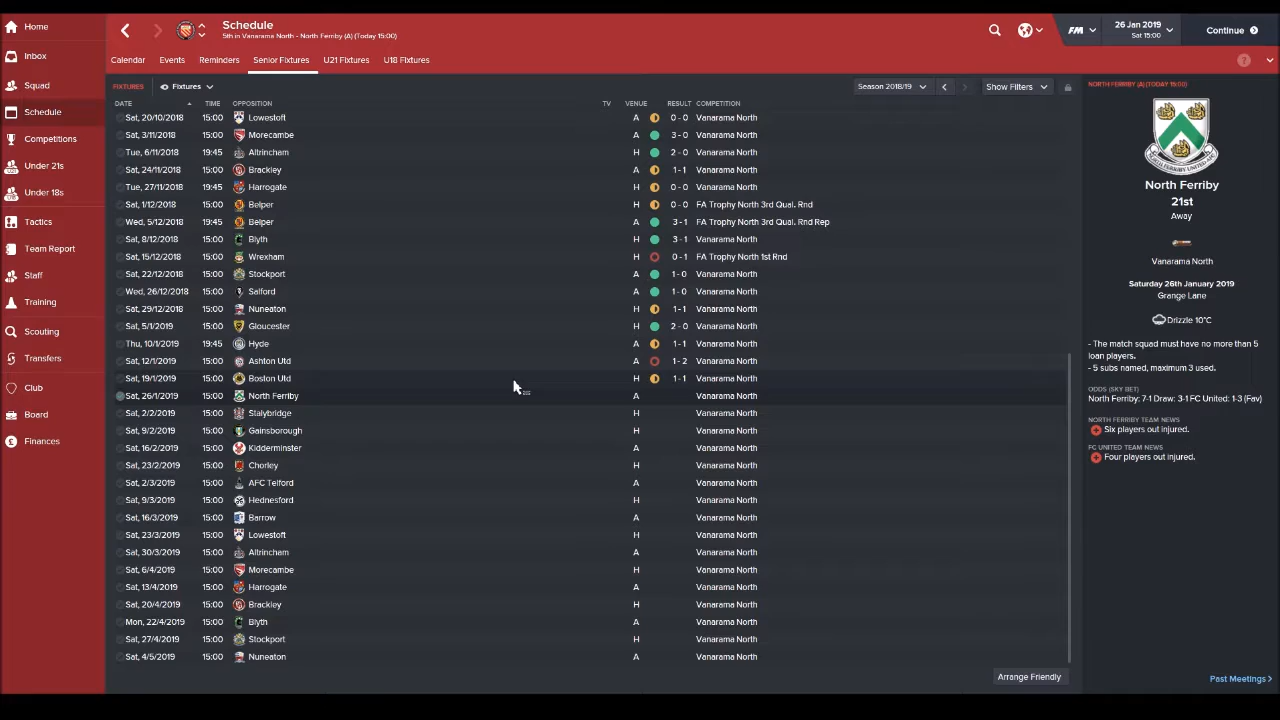 Schedule
5th in Vanarama North - North Ferriby (A) (Today 15:00)
FM
26 Jan 2019
Sat 15:00
Continue
Home
Inbox
Squad
Schedule
Competitions
Under 21s
Under 18s
Tactics
Team Report
Staff
Training
Scouting
Transfers
Club
Board
Finances
Calendar Events Reminders Senior Fixtures U21 Fixtures U18 Fixtures
FIXTURES Fixtures Season 2018/19 Show Filters
DATE TIME OPPOSITION TV VENUE RESULT COMPETITION
Sat, 20/10/2018 15:00 Lowestoft A 0 - 0 Vanarama North
Sat, 3/11/2018 15:00 Morecambe A 3 - 0 Vanarama North
Tue, 6/11/2018 19:45 Altrincham H 2 - 0 Vanarama North
Sat, 24/11/2018 15:00 Brackley A 1 - 1 Vanarama North
Tue, 27/11/2018 19:45 Harrogate H 0 - 0 Vanarama North
Sat, 1/12/2018 15:00 Belper H 0 - 0 FA Trophy North 3rd Qual. Rnd
Wed, 5/12/2018 19:45 Belper A 3 - 1 FA Trophy North 3rd Qual. Rnd Rep
Sat, 8/12/2018 15:00 Blyth H 3 - 1 Vanarama North
Sat, 15/12/2018 15:00 Wrexham H 0 - 1 FA Trophy North 1st Rnd
Sat, 22/12/2018 15:00 Stockport A 1 - 0 Vanarama North
Wed, 26/12/2018 15:00 Salford A 1 - 0 Vanarama North
Sat, 29/12/2018 15:00 Nuneaton H 1 - 1 Vanarama North
Sat, 5/1/2019 15:00 Gloucester H 2 - 0 Vanarama North
Thu, 10/1/2019 19:45 Hyde A 1 - 1 Vanarama North
Sat, 12/1/2019 15:00 Ashton Utd A 1 - 2 Vanarama North
Sat, 19/1/2019 15:00 Boston Utd H 1 - 1 Vanarama North
Sat, 26/1/2019 15:00 North Ferriby A Vanarama North
Sat, 2/2/2019 15:00 Stalybridge H Vanarama North
Sat, 9/2/2019 15:00 Gainsborough H Vanarama North
Sat, 16/2/2019 15:00 Kidderminster A Vanarama North
Sat, 23/2/2019 15:00 Chorley H Vanarama North
Sat, 2/3/2019 15:00 AFC Telford A Vanarama North
Sat, 9/3/2019 15:00 Hednesford H Vanarama North
Sat, 16/3/2019 15:00 Barrow A Vanarama North
Sat, 23/3/2019 15:00 Lowestoft H Vanarama North
Sat, 30/3/2019 15:00 Altrincham A Vanarama North
Sat, 6/4/2019 15:00 Morecambe H Vanarama North
Sat, 13/4/2019 15:00 Harrogate A Vanarama North
Sat, 20/4/2019 15:00 Brackley H Vanarama North
Mon, 22/4/2019 15:00 Blyth A Vanarama North
Sat, 27/4/2019 15:00 Stockport H Vanarama North
Sat, 4/5/2019 15:00 Nuneaton A Vanarama North
Arrange Friendly
NORTH FERRIBY (A) (TODAY 15:00)
North Ferriby
21st
Away
Vanarama North
Saturday 26th January 2019
Grange Lane
Drizzle 10°C
- The match squad must have no more than 5
loan players.
- 5 subs named, maximum 3 used.
ODDS (SKY BET)
North Ferriby: 7-1 Draw: 3-1 FC United: 1-3 (Fav)
NORTH FERRIBY TEAM NEWS
Six players out injured.
FC UNITED TEAM NEWS
Four players out injured.
Past Meetings >